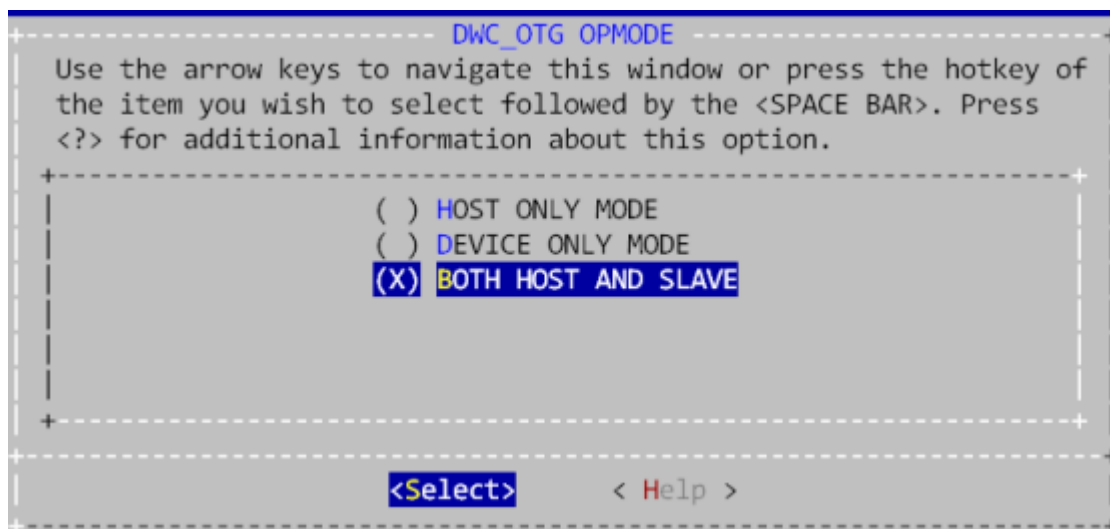 DWC_OTG OPMODE
Use the arrow keys to navigate this window or press the hotkey of
the item you wish to select followed by the <SPACE BAR>. Press
<?> for additional information about this option.
( ) HOST ONLY MODE
( ) DEVICE ONLY MODE
(X) BOTH HOST AND SLAVE
<Select> < Help >